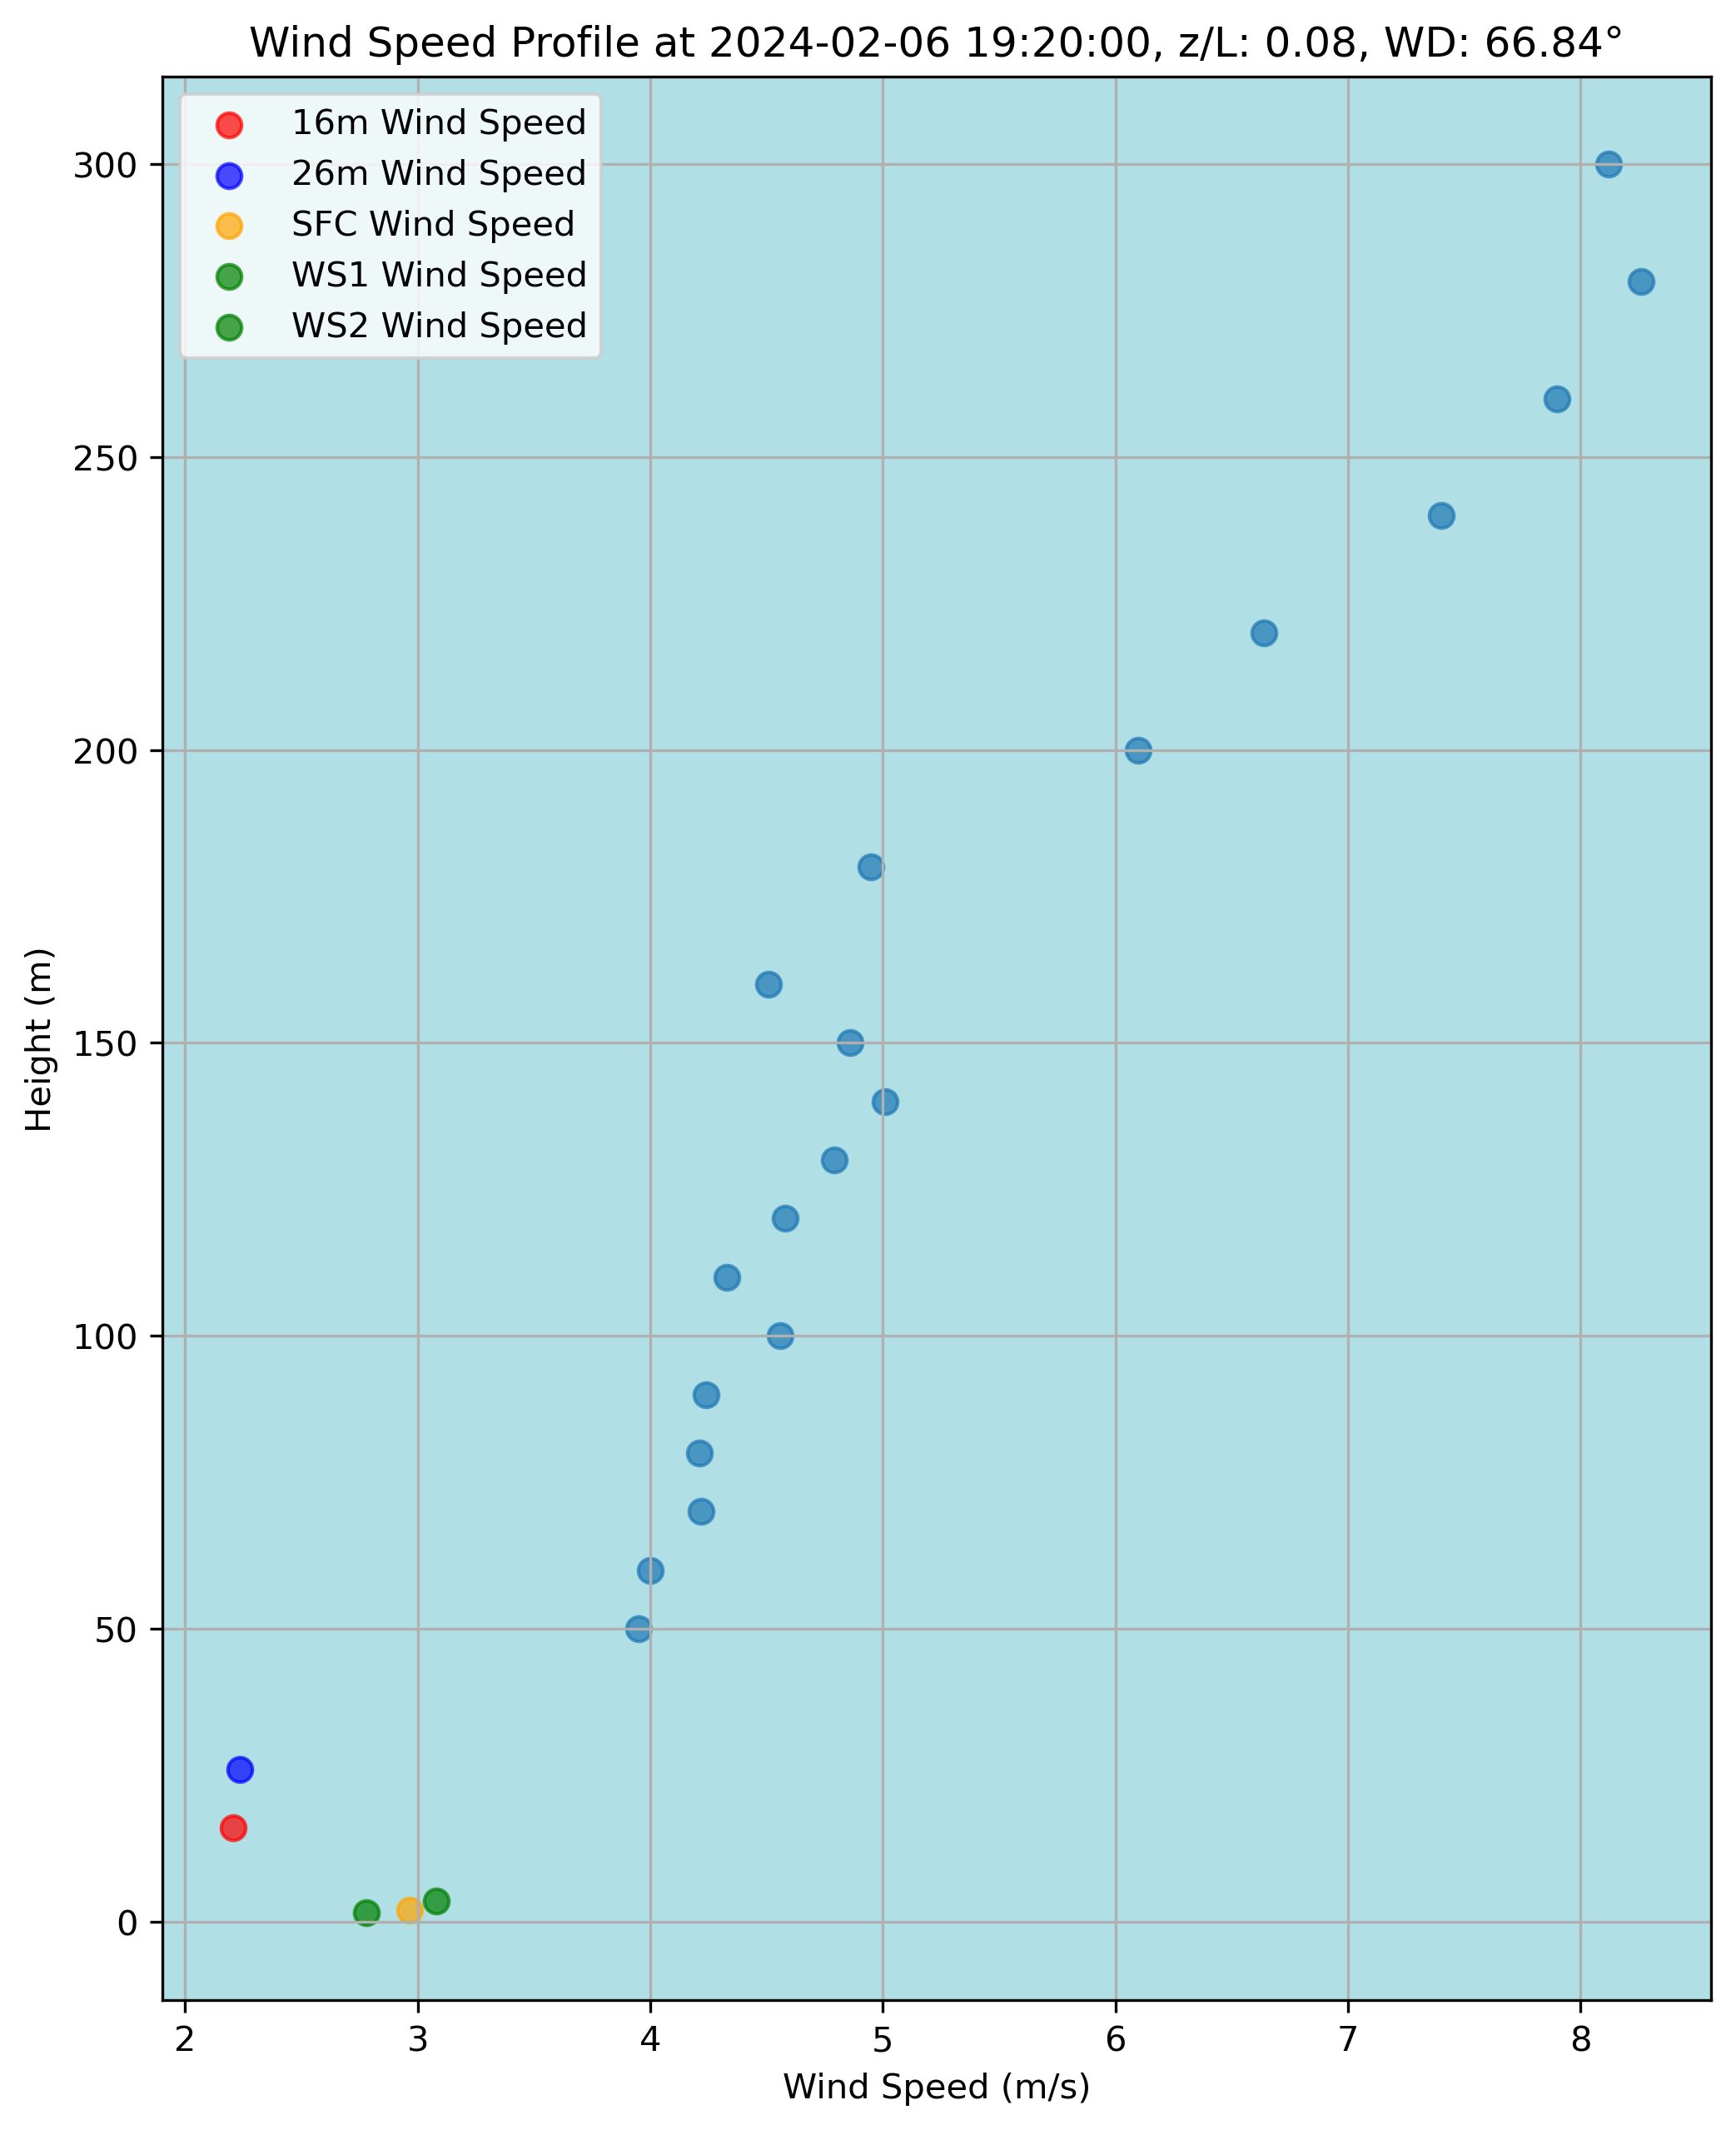 Wind Speed Profile at 2024-02-06 19:20:00, z/L: 0.08, WD: 66.84°
16m Wind Speed
26m Wind Speed
SFC Wind Speed
WS1 Wind Speed
WS2 Wind Speed
300
250
200
150
100
50
0
Height (m)
2 3 4 5 6 7 8
Wind Speed (m/s)